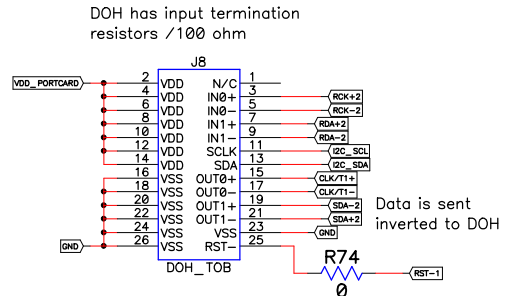 DOH has input termination
resistors /100 ohm
J8
VDD_PORTCARD
2 VDD N/C 1
4 VDD IN0+ 3 RCK+2
6 VDD IN0- 5 RCK-2
8 VDD IN1+ 7 RDA+2
10 VDD IN1- 9 RDA-2
12 VDD SCLK 11 I2C_SCL
14 VDD SDA 13 I2C_SDA
16 VSS OUT0+ 15 CLK/T1+
18 VSS OUT0- 17 CLK/T1-
20 VSS OUT1+ 19 SDA-2
22 VSS OUT1- 21 SDA+2
24 VSS VSS 23 GND
GND 26 VSS RST- 25
Data is sent
inverted to DOH
DOH_TOB
R74
RST-1
0